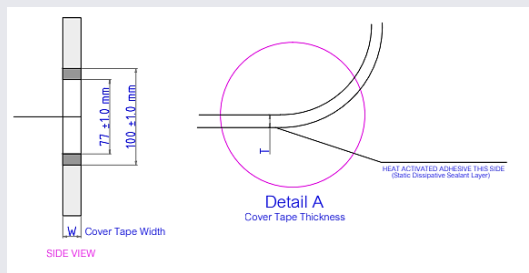 77 ±1.0 mm
100 ±1.0 mm
W Cover Tape Width
SIDE VIEW
T
HEAT ACTIVATED ADHESIVE THIS SIDE
(Static Dissipative Sealant Layer)
Detail A
Cover Tape Thickness